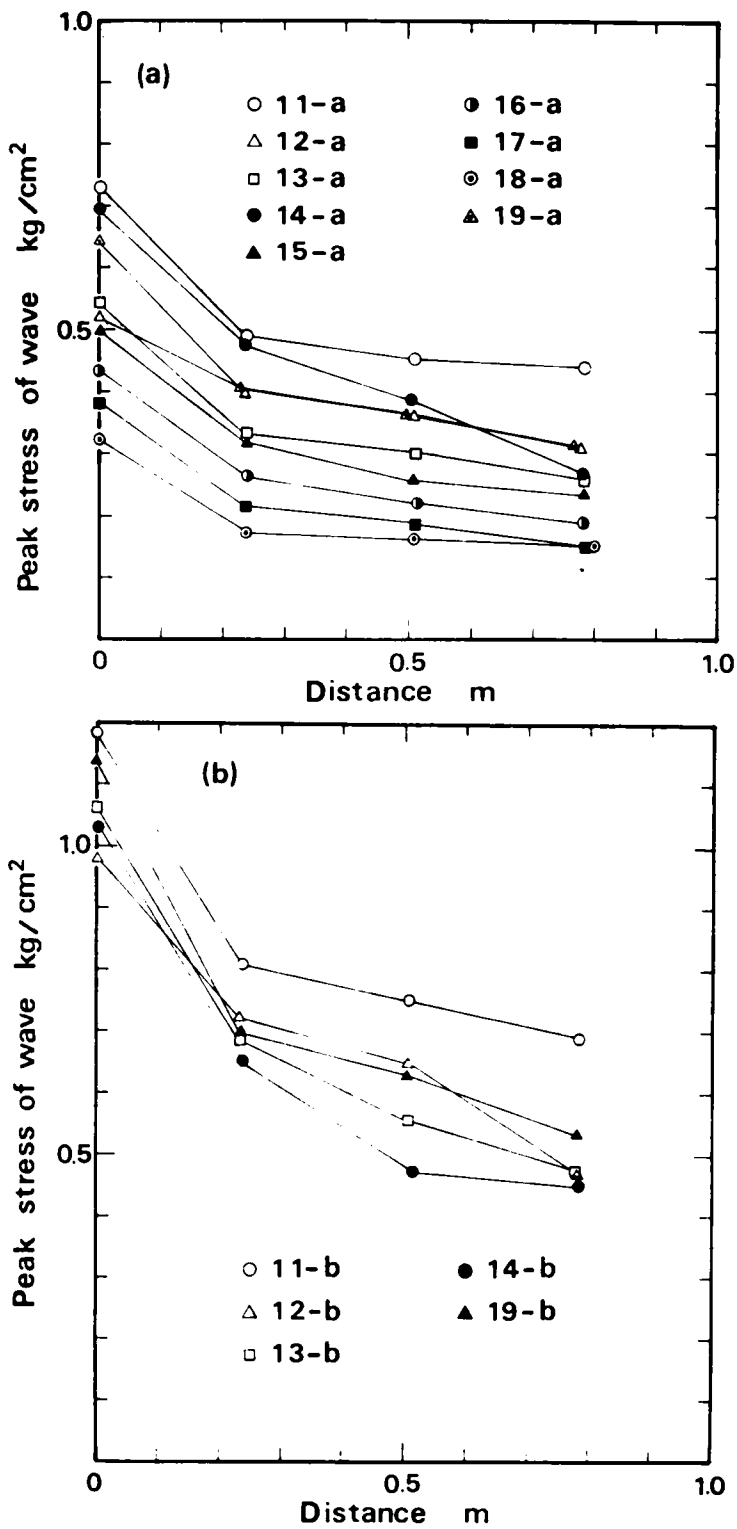 1.0
(a)
11-a 16-a
12-a 17-a
13-a 18-a
14-a 19-a
15-a
0.5
Peak stress of wave kg/cm²
0 0.5 1.0
Distance m
(b)
1.0
0.5
Peak stress of wave kg/cm²
11-b 14-b
12-b 19-b
13-b
0 0.5 1.0
Distance m